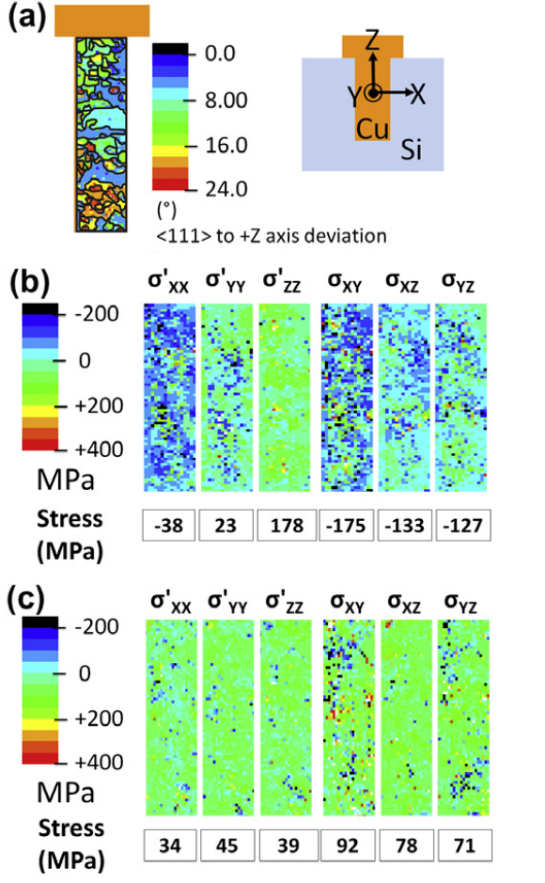 (a)
0.0
8.00
16.0
24.0
(°)
<111> to +Z axis deviation
Z
Y
X
Cu
Si
(b)
σ'XX σ'YY σ'ZZ σXY σXZ σYZ
-200
0
+200
+400
MPa
Stress
(MPa)
-38 23 178 -175 -133 -127
(c)
σ'XX σ'YY σ'ZZ σXY σXZ σYZ
-200
0
+200
+400
MPa
Stress
(MPa)
34 45 39 92 78 71